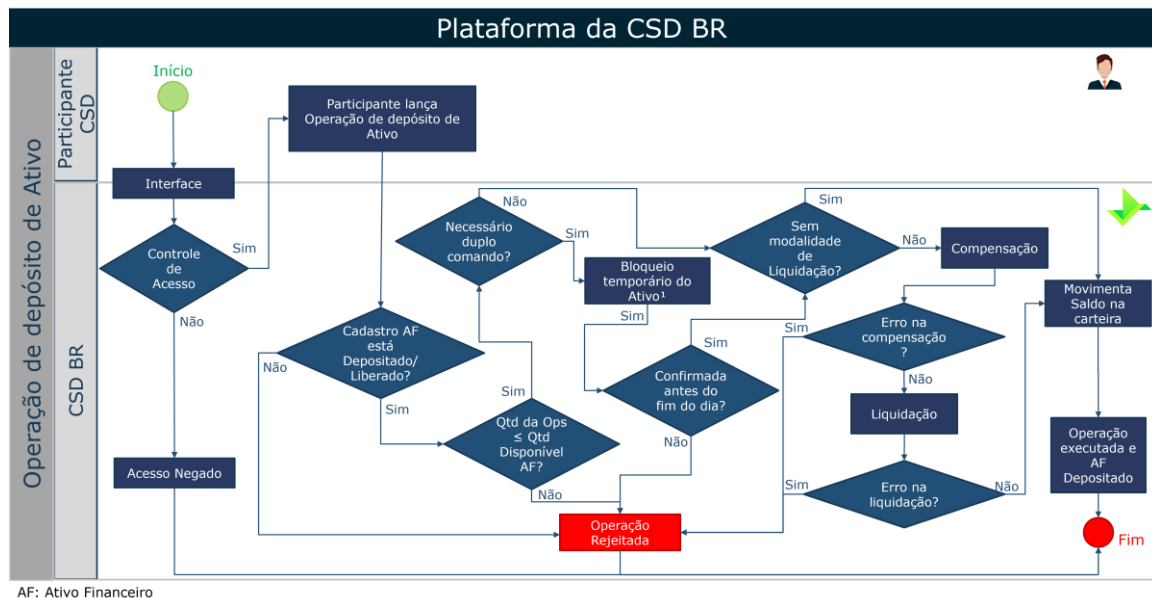 Plataforma da CSD BR
Operação de depósito de Ativo
Participante
CSD
CSD BR
Início
Participante lança
Operação de depósito de
Ativo
Interface
Controle
de
Acesso
Sim
Não
Acesso Negado
Cadastro AF
está
Depositado/
Liberado?
Não
Sim
Qtd da Ops
≤ Qtd
Disponível
AF?
Sim
Não
Necessário
duplo
comando?
Não
Sim
Bloqueio
temporário do
Ativo¹
Sim
Confirmada
antes do
fim do dia?
Sim
Não
Sem
modalidade
de
Liquidação?
Sim
Não
Compensação
Erro na
compensação
?
Sim
Não
Liquidação
Erro na
liquidação?
Sim
Não
Movimenta
Saldo na
carteira
Operação
executada e
AF
Depositado
Operação
Rejeitada
Fim
AF: Ativo Financeiro